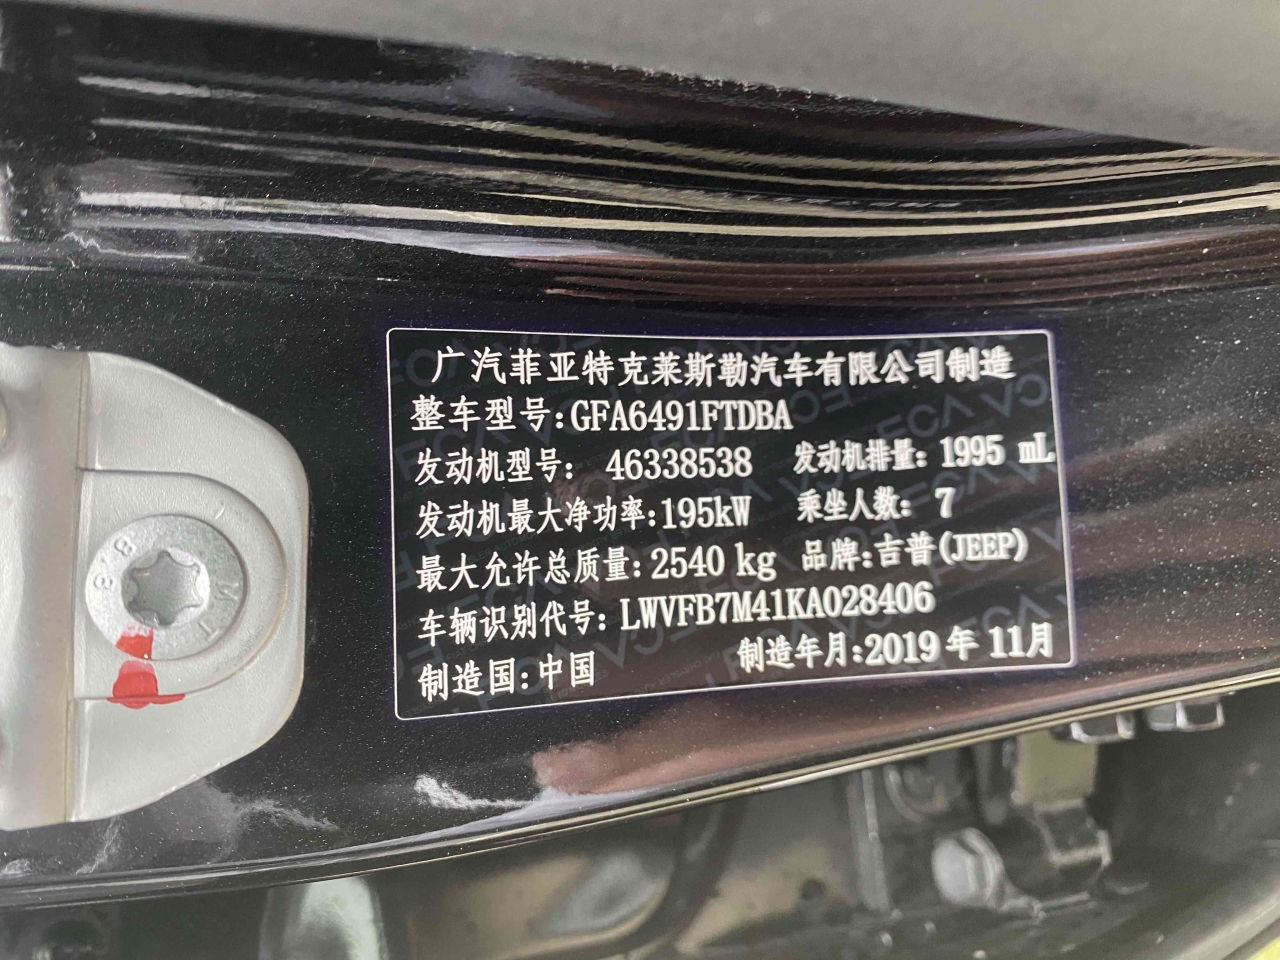 广汽菲亚特克莱斯勒汽车有限公司制造
整车型号:GFA6491FTDBA
发动机型号: 46338538 发动机排量: 1995 mL
发动机最大净功率:195kW 乘坐人数: 7
最大允许总质量:2540 kg 品牌:吉普(JEEP)
车辆识别代号:LWVFB7M41KA028406
制造国:中国 制造年月:2019年 11月